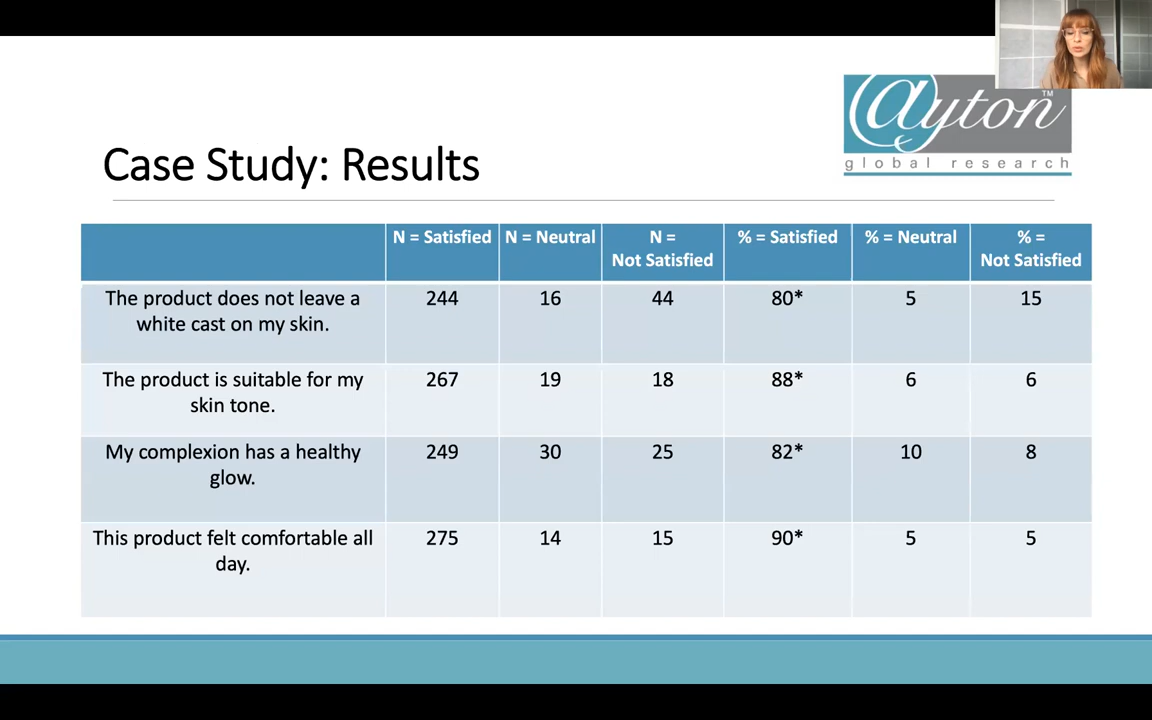 @yton™
global research
Case Study: Results
N = Satisfied N = Neutral N = Not Satisfied % = Satisfied % = Neutral % = Not Satisfied
The product does not leave a 244 16 44 80* 5 15
white cast on my skin.
The product is suitable for my 267 19 18 88* 6 6
skin tone.
My complexion has a healthy 249 30 25 82* 10 8
glow.
This product felt comfortable all 275 14 15 90* 5 5
day.